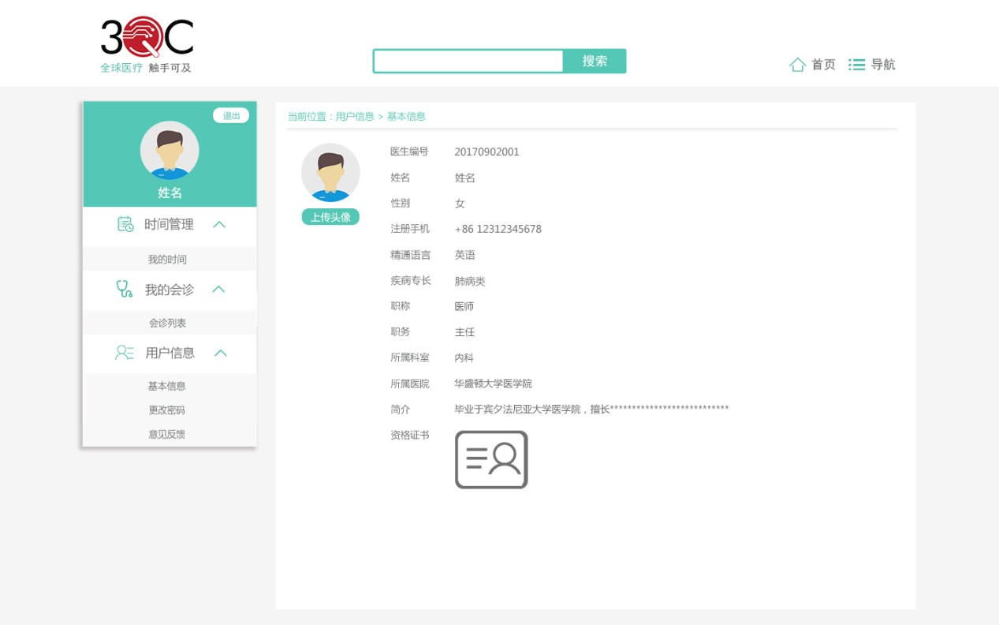 3QC
全球医疗 触手可及
搜索
首页
导航
退出
姓名
时间管理
我的时间
我的会诊
会诊列表
用户信息
基本信息
更改密码
意见反馈
当前位置：用户信息 > 基本信息
上传头像
医生编号 20170902001
姓名 姓名
性别 女
注册手机 +86 12312345678
精通语言 英语
疾病专长 肺病类
职称 医师
职务 主任
所属科室 内科
所属医院 华盛顿大学医学院
简介 毕业于宾夕法尼亚大学医学院，擅长***************************
资格证书